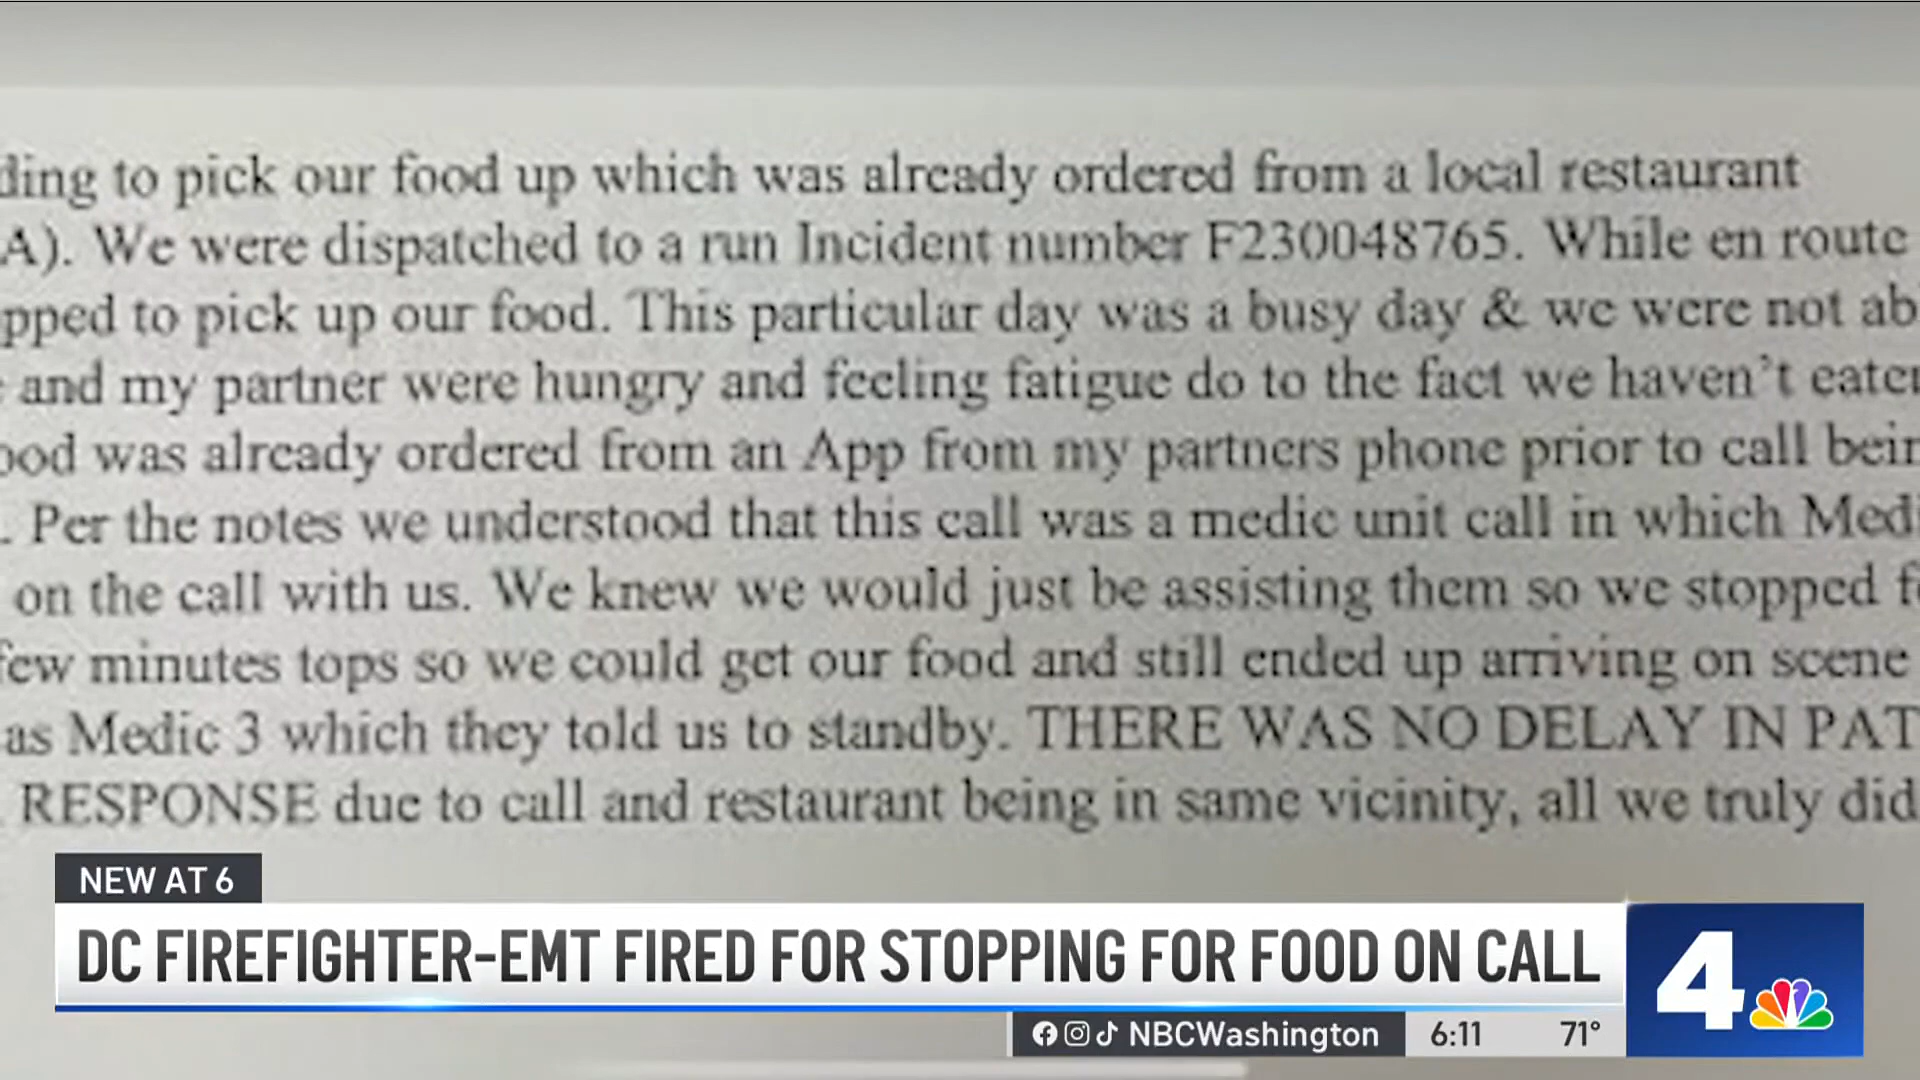 ding to pick our food up which was already ordered from a local restaurant
A). We were dispatched to a run Incident number F230048765. While en route
pped to pick up our food. This particular day was a busy day & we were not ab
and my partner were hungry and feeling fatigue do to the fact we haven't eaten
ood was already ordered from an App from my partners phone prior to call bein
. Per the notes we understood that this call was a medic unit call in which Medi
on the call with us. We knew we would just be assisting them so we stopped f
few minutes tops so we could get our food and still ended up arriving on scene
as Medic 3 which they told us to standby. THERE WAS NO DELAY IN PAT
RESPONSE due to call and restaurant being in same vicinity, all we truly did
NEW AT 6
DC FIREFIGHTER-EMT FIRED FOR STOPPING FOR FOOD ON CALL
4
NBCWashington 6:11 71°